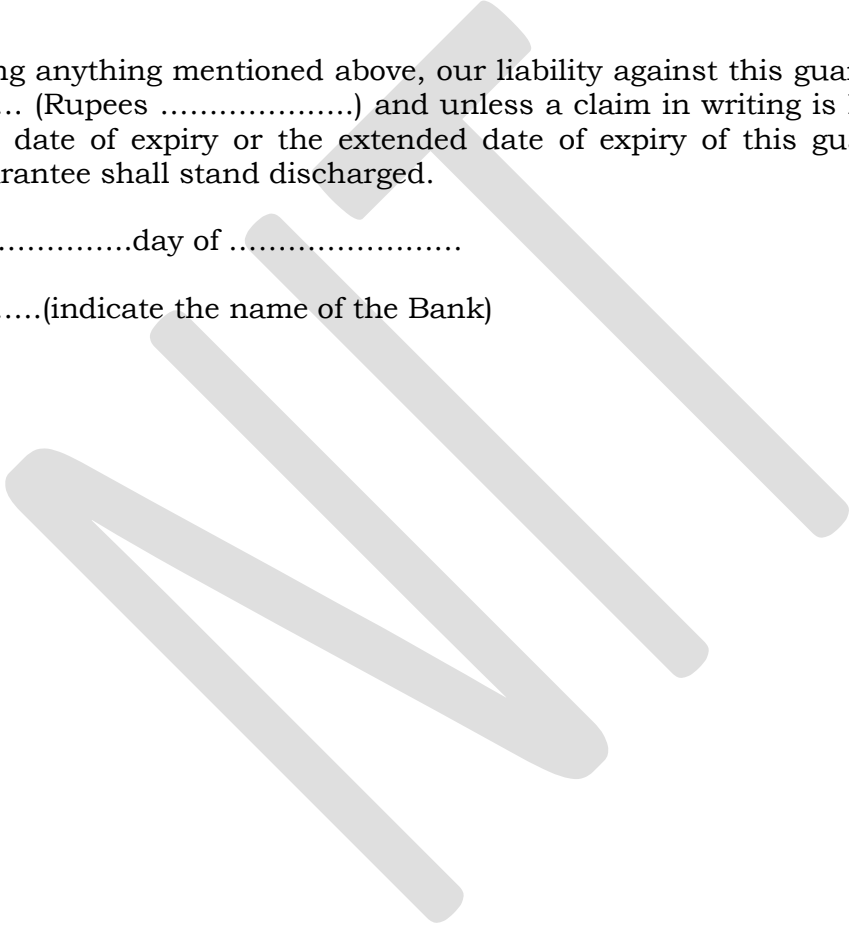 ng anything mentioned above, our liability against this guar
… (Rupees ………………..) and unless a claim in writing is
date of expiry or the extended date of expiry of this gu
rantee shall stand discharged.
……………day of ……………………
…..(indicate the name of the Bank)
NIT